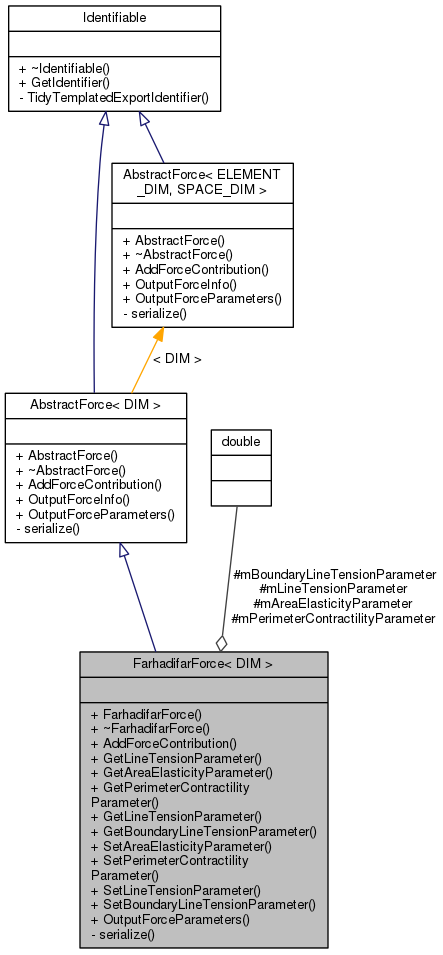 Identifiable
+ ~Identifiable()
+ GetIdentifier()
- TidyTemplatedExportIdentifier()
AbstractForce< ELEMENT
_DIM, SPACE_DIM >
+ AbstractForce()
+ ~AbstractForce()
+ AddForceContribution()
+ OutputForceInfo()
+ OutputForceParameters()
- serialize()
< DIM >
AbstractForce< DIM >
+ AbstractForce()
+ ~AbstractForce()
+ AddForceContribution()
+ OutputForceInfo()
+ OutputForceParameters()
- serialize()
double
#mBoundaryLineTensionParameter
#mLineTensionParameter
#mAreaElasticityParameter
#mPerimeterContractilityParameter
FarhadifarForce< DIM >
+ FarhadifarForce()
+ ~FarhadifarForce()
+ AddForceContribution()
+ GetLineTensionParameter()
+ GetAreaElasticityParameter()
+ GetPerimeterContractility
Parameter()
+ GetLineTensionParameter()
+ GetBoundaryLineTensionParameter()
+ SetAreaElasticityParameter()
+ SetPerimeterContractility
Parameter()
+ SetLineTensionParameter()
+ SetBoundaryLineTensionParameter()
+ OutputForceParameters()
- serialize()